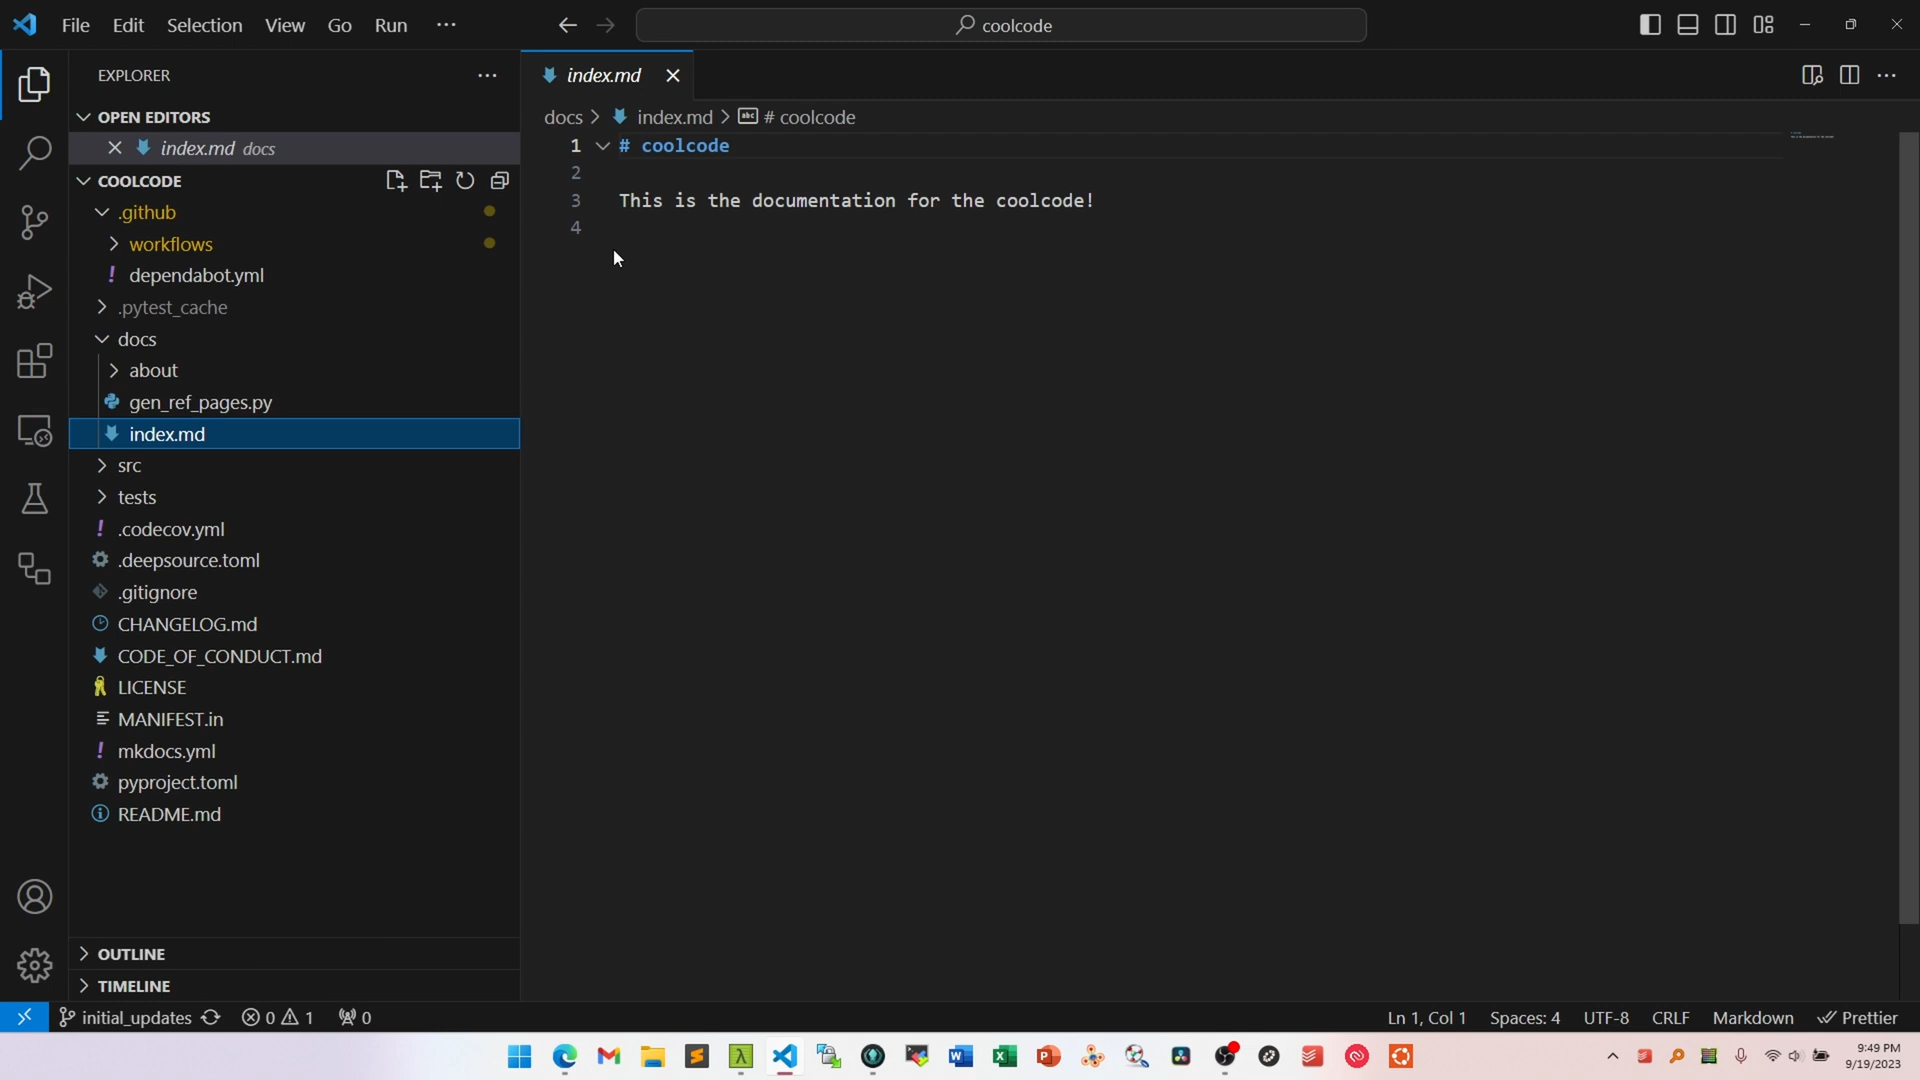 File Edit Selection View Go Run ···
coolcode
EXPLORER
OPEN EDITORS
index.md docs
COOLCODE
.github
workflows
dependabot.yml
.pytest_cache
docs
about
gen_ref_pages.py
index.md
src
tests
.codecov.yml
.deepsource.toml
.gitignore
CHANGELOG.md
CODE_OF_CONDUCT.md
LICENSE
MANIFEST.in
mkdocs.yml
pyproject.toml
README.md
OUTLINE
TIMELINE
index.md
docs > index.md > # coolcode
1 # coolcode
2
3 This is the documentation for the coolcode!
4
initial_updates 0 1 0
Ln 1, Col 1 Spaces: 4 UTF-8 CRLF Markdown Prettier
9:49 PM
9/19/2023